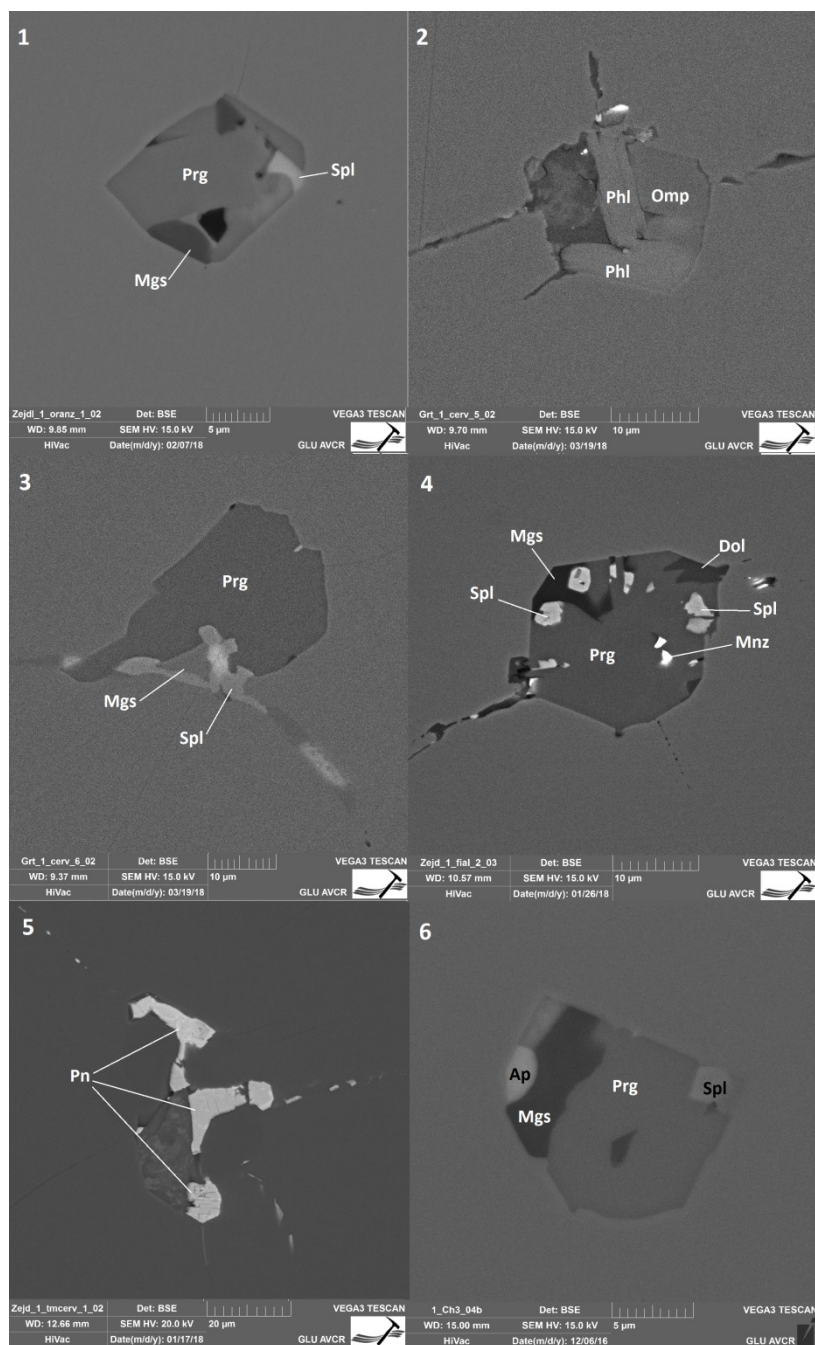 1
Prg
Spl
Mgs
Zejdl_1_oranz_1_02 Det: BSE VEGA3 TESCAN
WD: 9.85 mm SEM HV: 15.0 kV 5 µm
HiVac Date(m/d/y): 02/07/18 GLU AVCR
2
Phl
Omp
Phl
Grt_1_cerv_5_02 Det: BSE VEGA3 TESCAN
WD: 9.70 mm SEM HV: 15.0 kV 10 µm
HiVac Date(m/d/y): 03/19/18 GLU AVCR
3
Prg
Mgs
Spl
Grt_1_cerv_6_02 Det: BSE VEGA3 TESCAN
WD: 9.37 mm SEM HV: 15.0 kV 10 µm
HiVac Date(m/d/y): 03/19/18 GLU AVCR
4
Mgs
Dol
Spl
Spl
Mnz
Prg
Zejd_1_fial_2_03 Det: BSE VEGA3 TESCAN
WD: 10.57 mm SEM HV: 15.0 kV 10 µm
HiVac Date(m/d/y): 01/26/18 GLU AVCR
5
Pn
Zejd_1_tmcerv_1_02 Det: BSE VEGA3 TESCAN
WD: 12.66 mm SEM HV: 20.0 kV 20 µm
HiVac Date(m/d/y): 01/17/18 GLU AVCR
6
Ap
Prg
Spl
Mgs
1_Ch3_04b Det: BSE VEGA3 TESCAN
WD: 15.00 mm SEM HV: 15.0 kV 5 µm
HiVac Date(m/d/y): 12/06/16 GLU AVCR